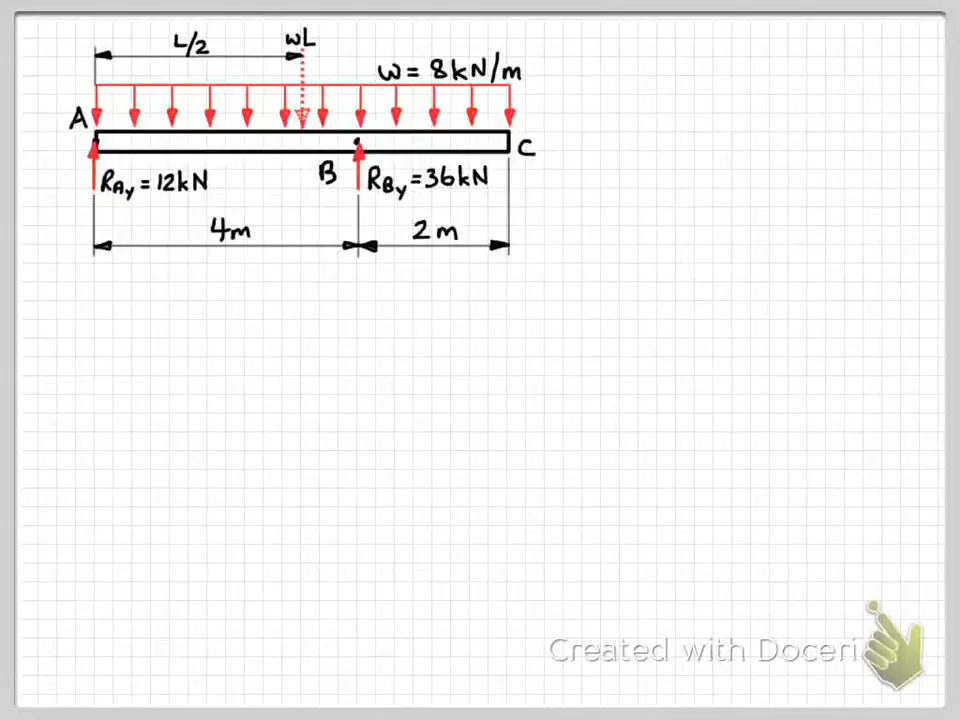 L/2
wL
w = 8kN/m
A
C
R_Ay = 12kN
B
R_By = 36kN
4m
2m
Created with Doceri